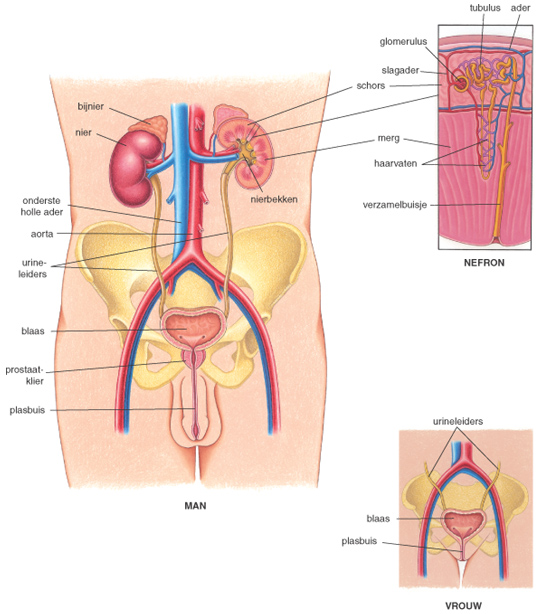 tubulus ader
glomerulus
slagader
schors
merg
haarvaten
verzamelbuisje
NEFRON
bijnier
nier
nierbekken
onderste
holle ader
aorta
urine-
leiders
blaas
prostaat-
klier
plasbuis
MAN
urineleiders
blaas
plasbuis
VROUW